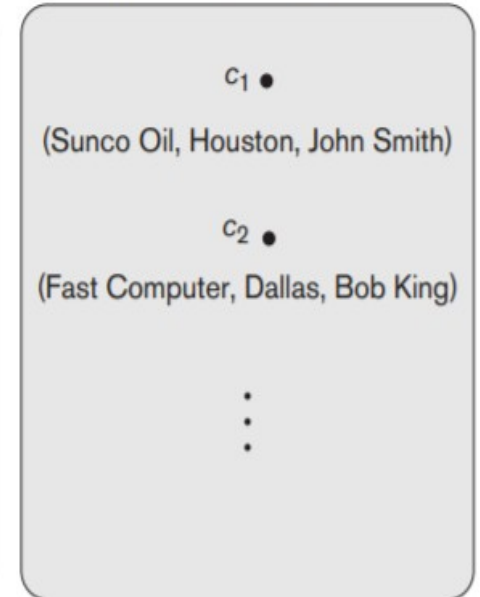 c₁
(Sunco Oil, Houston, John Smith)
c₂
(Fast Computer, Dallas, Bob King)